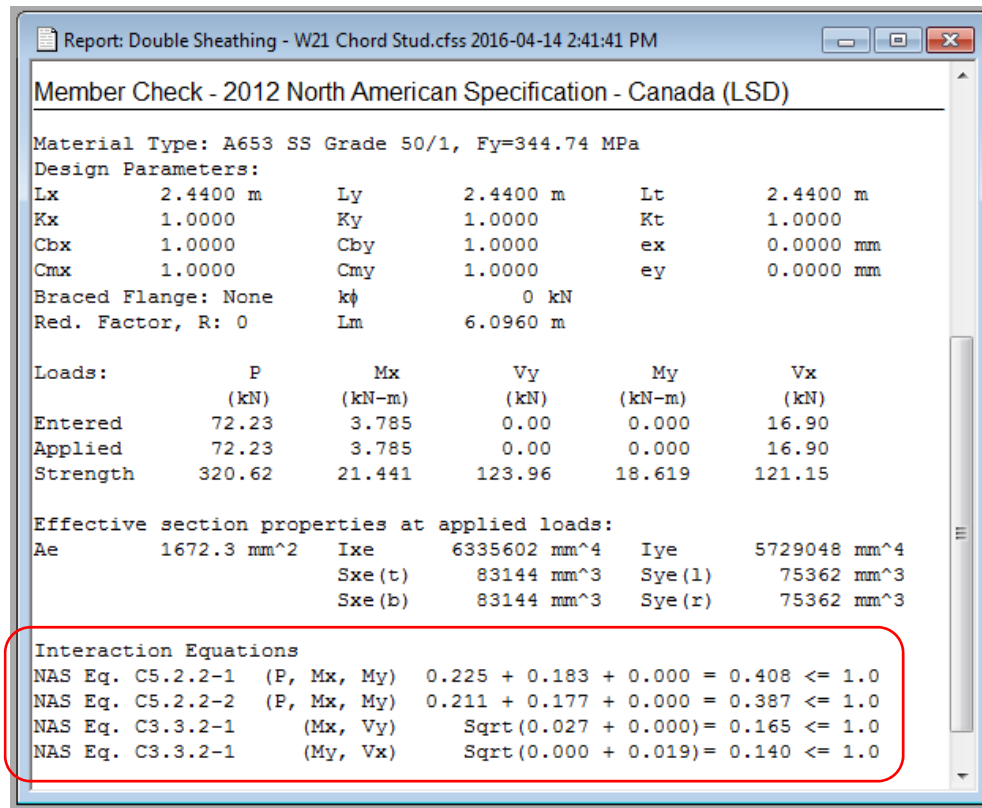 Report: Double Sheathing - W21 Chord Stud.cfss 2016-04-14 2:41:41 PM
Member Check - 2012 North American Specification - Canada (LSD)
Material Type: A653 SS Grade 50/1, Fy=344.74 MPa
Design Parameters:
Lx 2.4400 m Ly 2.4400 m Lt 2.4400 m
Kx 1.0000 Ky 1.0000 Kt 1.0000
Cbx 1.0000 Cby 1.0000 ex 0.0000 mm
Cmx 1.0000 Cmy 1.0000 ey 0.0000 mm
Braced Flange: None kϕ 0 kN
Red. Factor, R: 0 Lm 6.0960 m
Loads: P Mx Vy My Vx
(kN) (kN-m) (kN) (kN-m) (kN)
Entered 72.23 3.785 0.00 0.000 16.90
Applied 72.23 3.785 0.00 0.000 16.90
Strength 320.62 21.441 123.96 18.619 121.15
Effective section properties at applied loads:
Ae 1672.3 mm^2 Ixe 6335602 mm^4 Iye 5729048 mm^4
Sxe(t) 83144 mm^3 Sye(l) 75362 mm^3
Sxe(b) 83144 mm^3 Sye(r) 75362 mm^3
Interaction Equations
NAS Eq. C5.2.2-1 (P, Mx, My) 0.225 + 0.183 + 0.000 = 0.408 <= 1.0
NAS Eq. C5.2.2-2 (P, Mx, My) 0.211 + 0.177 + 0.000 = 0.387 <= 1.0
NAS Eq. C3.3.2-1 (Mx, Vy) Sqrt(0.027 + 0.000)= 0.165 <= 1.0
NAS Eq. C3.3.2-1 (My, Vx) Sqrt(0.000 + 0.019)= 0.140 <= 1.0